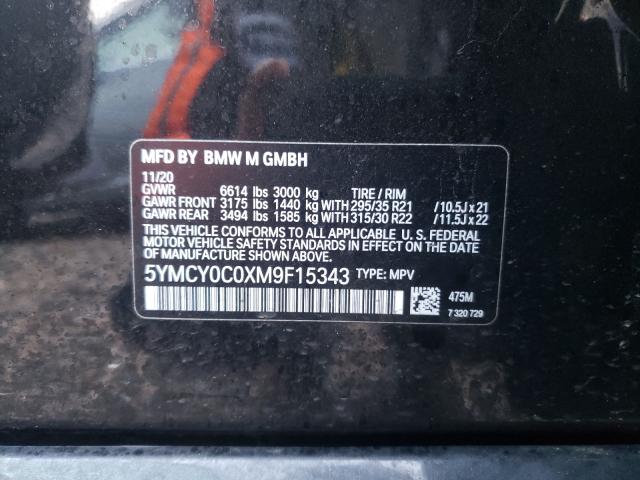 MFD BY BMW M GMBH
11/20
GVWR 6614 lbs 3000 kg TIRE / RIM
GAWR FRONT 3175 lbs 1440 kg WITH 295/35 R21 /10.5J x 21
GAWR REAR 3494 lbs 1585 kg WITH 315/30 R22 /11.5J x 22
THIS VEHICLE CONFORMS TO ALL APPLICABLE U. S. FEDERAL
MOTOR VEHICLE SAFETY STANDARDS IN EFFECT ON THE DATE
OF MANUFACTURE SHOWN ABOVE.
5YMCY0C0XM9F15343 TYPE: MPV
475M
7 320 729